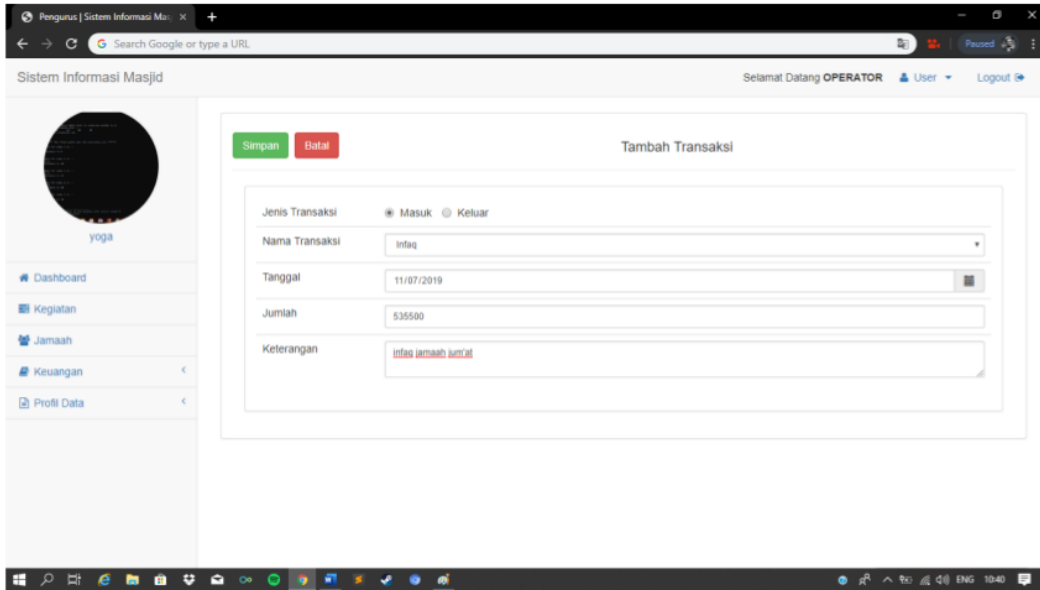 Pengurus | Sistem Informasi Mas
Search Google or type a URL
Paused
Sistem Informasi Masjid
Selamat Datang OPERATOR User Logout
Simpan Batal Tambah Transaksi
yoga
Dashboard
Kegiatan
Jamaah
Keuangan
Profil Data
Jenis Transaksi Masuk Keluar
Nama Transaksi infaq
Tanggal 11/07/2019
Jumlah 535500
Keterangan infaq jamaah jum'at
ENG 10:40